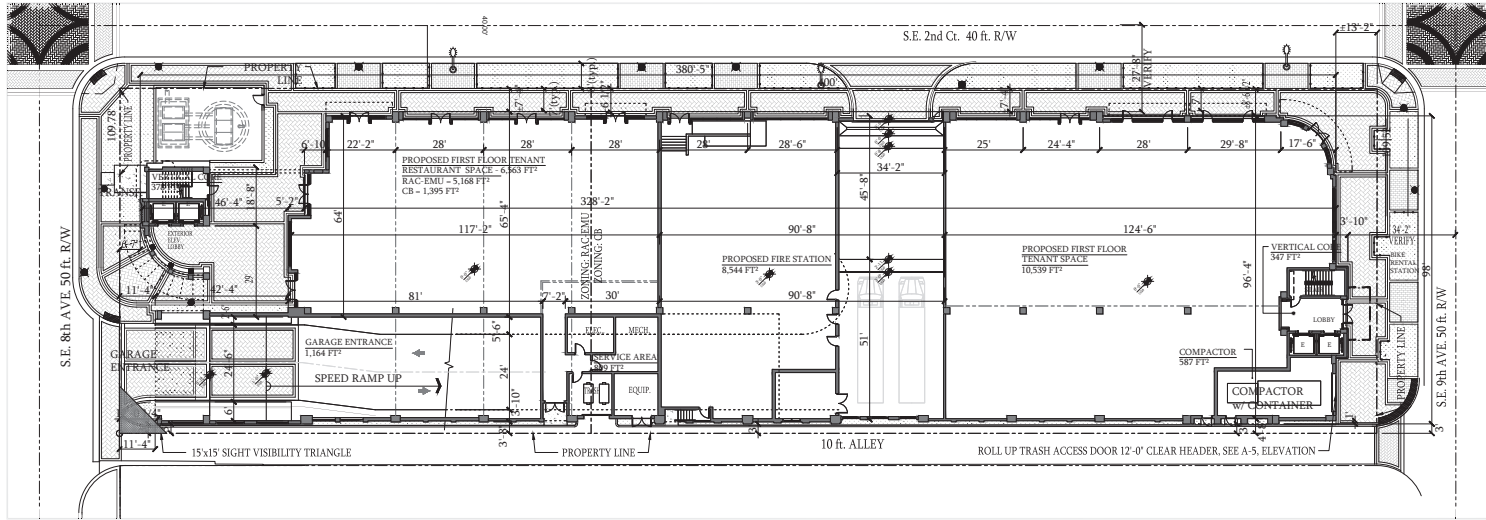 S.E. 2nd Ct. 40 ft. R/W
±13'-2"
PROPERTY
LINE
380'-5"
27'-8"
VERIFY
109.78'
PROPERTY LINE
6'-10"
22'-2"
28'
28'
28'
28'
28'-6"
25'
24'-4"
28'
29'-8"
17'-6"
34'-2"
PROPOSED FIRST FLOOR TENANT
RESTAURANT SPACE - 6,563 FT²
RAC-EMU = 5,168 FT²
CB = 1,395 FT²
18'-8"
46'-4"
5'-2"
328'-2"
64'
65'-4"
45'-8"
117'-2"
90'-8"
124'-6"
3'-10"
34'-2"
VERIFY.
BIKE
RENTAL
STATION
98'
EXTERIOR
ELEV.
LOBBY
ZONING: RAC-EMU
ZONING: CB
PROPOSED FIRE STATION
8,544 FT²
PROPOSED FIRST FLOOR
TENANT SPACE
10,539 FT²
VERTICAL CORE
347 FT²
96'-4"
29'
11'-4"
42'-4"
81'
7'-2"
30'
90'-8"
S.E. 8th AVE. 50 ft. R/W
S.E. 9th AVE. 50 ft. R/W
LOBBY
E
E
GARAGE
ENTRANCE
GARAGE ENTRANCE
1,164 FT²
SPEED RAMP UP
24'-6"
6'
5'-6"
24'
ELEC.
MECH.
SERVICE AREA
EQUIP.
51'
COMPACTOR
587 FT²
COMPACTOR
w/ CONTAINER
PROPERTY LINE
11'-4"
15'x15' SIGHT VISIBILITY TRIANGLE
PROPERTY LINE
10 ft. ALLEY
ROLL UP TRASH ACCESS DOOR 12'-0" CLEAR HEADER, SEE A-5, ELEVATION
3'